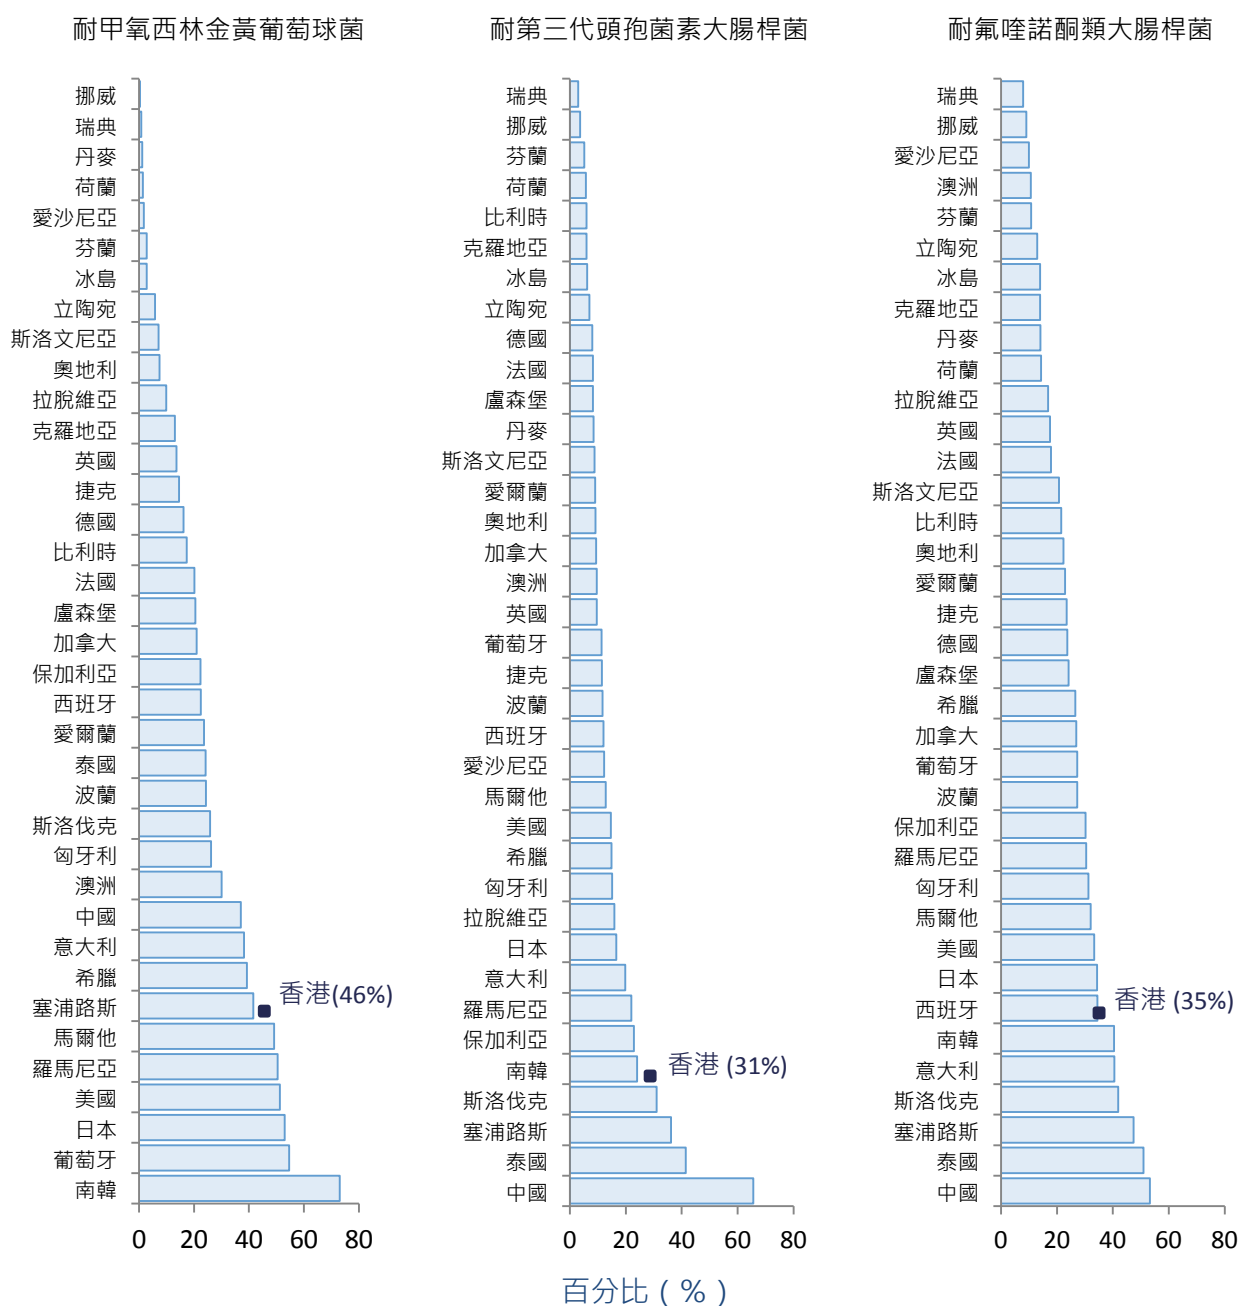 耐甲氧西林金黃葡萄球菌
挪威
瑞典
丹麥
荷蘭
愛沙尼亞
芬蘭
冰島
立陶宛
斯洛文尼亞
奧地利
拉脫維亞
克羅地亞
英國
捷克
德國
比利時
法國
盧森堡
加拿大
保加利亞
西班牙
愛爾蘭
泰國
波蘭
斯洛伐克
匈牙利
澳洲
中國
意大利
希臘
塞浦路斯
香港(46%)
馬爾他
羅馬尼亞
美國
日本
葡萄牙
南韓
0 20 40 60 80
耐第三代頭孢菌素大腸桿菌
瑞典
挪威
芬蘭
荷蘭
比利時
克羅地亞
冰島
立陶宛
德國
法國
盧森堡
丹麥
斯洛文尼亞
愛爾蘭
奧地利
加拿大
澳洲
英國
葡萄牙
捷克
波蘭
西班牙
愛沙尼亞
馬爾他
美國
希臘
匈牙利
拉脫維亞
日本
意大利
羅馬尼亞
保加利亞
南韓
香港 (31%)
斯洛伐克
塞浦路斯
泰國
中國
0 20 40 60 80
耐氟喹諾酮類大腸桿菌
瑞典
挪威
愛沙尼亞
澳洲
芬蘭
立陶宛
冰島
克羅地亞
丹麥
荷蘭
拉脫維亞
英國
法國
斯洛文尼亞
比利時
奧地利
愛爾蘭
捷克
德國
盧森堡
希臘
加拿大
葡萄牙
波蘭
保加利亞
羅馬尼亞
匈牙利
馬爾他
美國
日本
西班牙
香港 (35%)
南韓
意大利
斯洛伐克
塞浦路斯
泰國
中國
0 20 40 60 80
百分比 ( % )